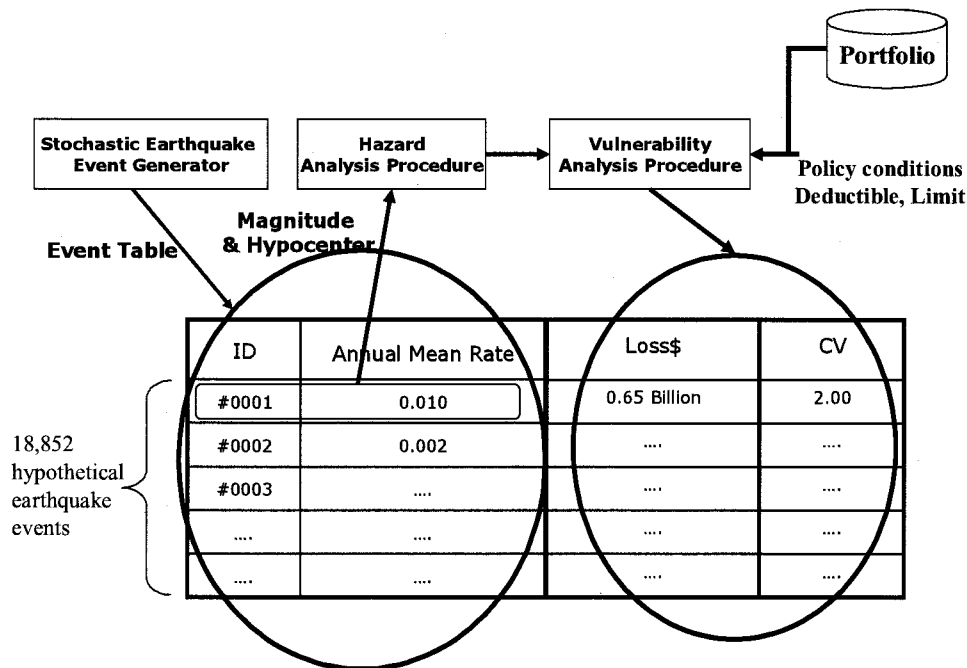 Portfolio
Stochastic Earthquake
Event Generator
Hazard
Analysis Procedure
Vulnerability
Analysis Procedure
Policy conditions
Deductible, Limit
Magnitude
& Hypocenter
Event Table
ID Annual Mean Rate Loss$ CV
#0001 0.010 0.65 Billion 2.00
#0002 0.002 .... ....
#0003 .... .... ....
.... .... .... ....
.... .... .... ....
18,852
hypothetical
earthquake
events